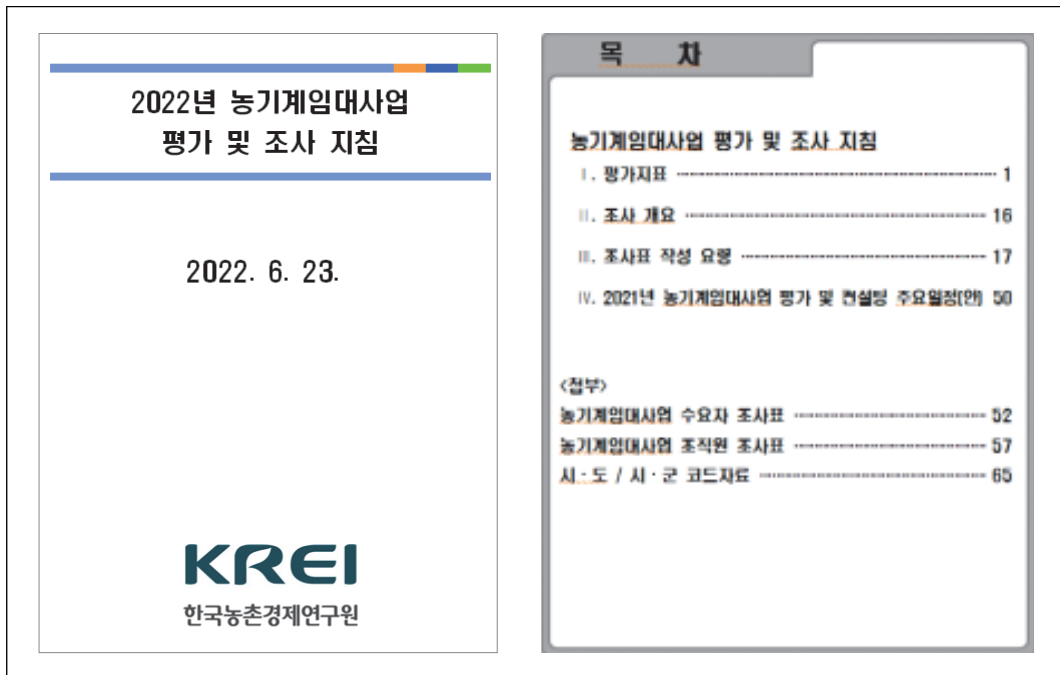 2022년 농기계임대사업
평가 및 조사 지침
2022. 6. 23.
KREI
한국농촌경제연구원
목 차
농기계임대사업 평가 및 조사 지침
Ⅰ. 평가지표 1
Ⅱ. 조사 개요 16
Ⅲ. 조사표 작성 요령 17
Ⅳ. 2021년 농기계임대사업 평가 및 컨설팅 주요일정(안) 50
<첨부>
농기계임대사업 수요자 조사표 52
농기계임대사업 조직원 조사표 57
시·도 / 시·군 코드자료 65